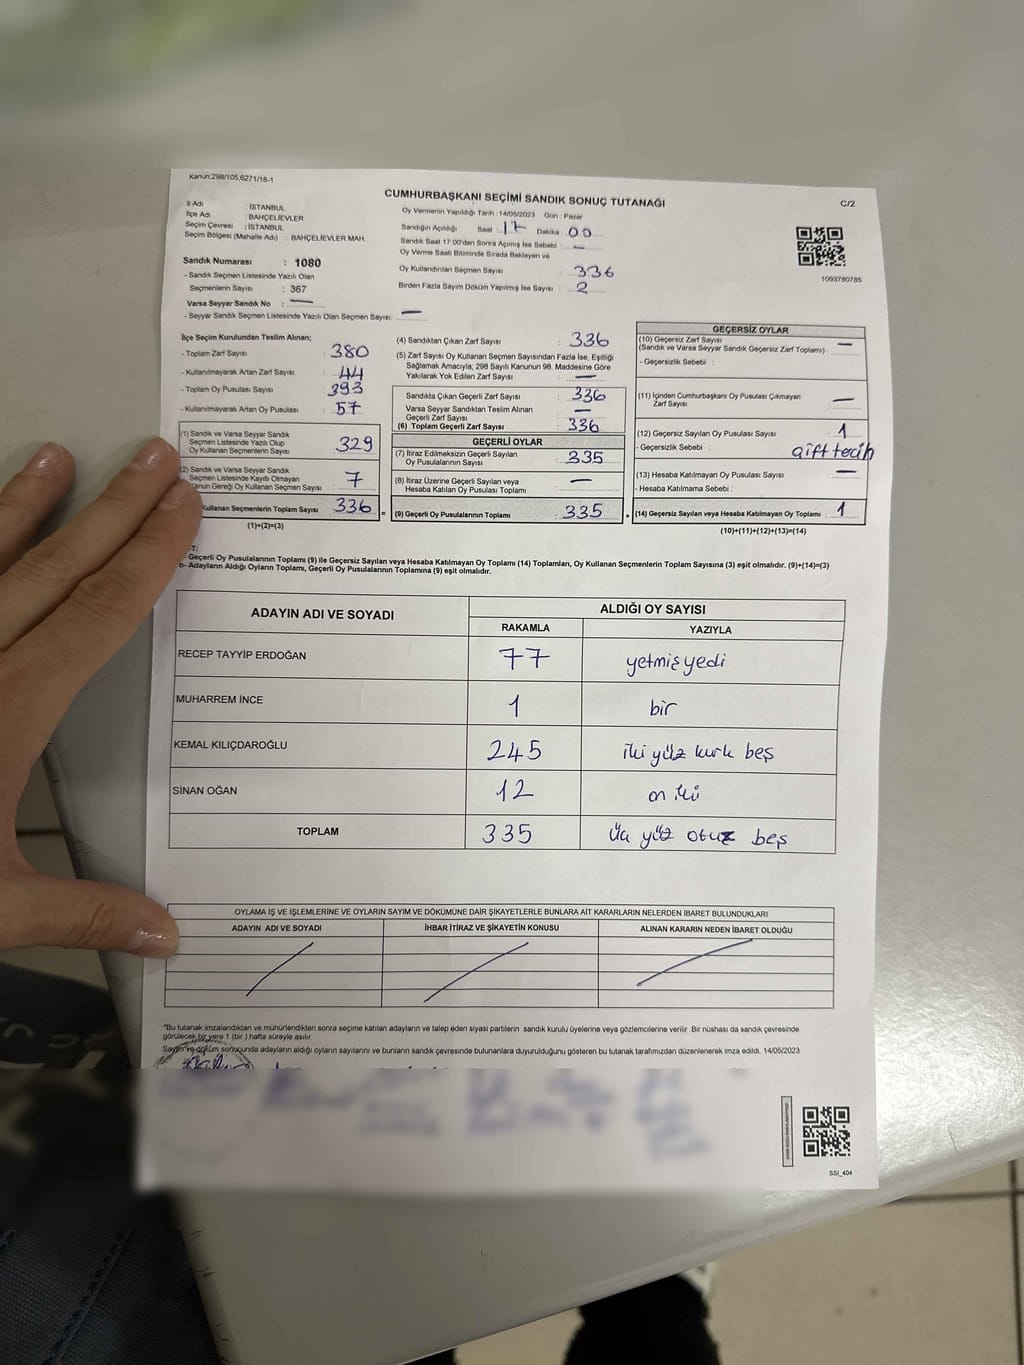 Kanun;298/105;6271/18-1
CUMHURBAŞKANI SEÇİMİ SANDIK SONUÇ TUTANAĞI
C/2
İl Adı : İSTANBUL
İlçe Adı : BAHÇELİEVLER
Seçim Çevresi : İSTANBUL
Seçim Bölgesi (Mahalle Adı) : BAHÇELİEVLER MAH.
Sandık Numarası : 1080
- Sandık Seçmen Listesinde Yazılı Olan
Seçmenlerin Sayısı : 367
Varsa Seyyar Sandık No : —
- Seyyar Sandık Seçmen Listesinde Yazılı Olan Seçmen Sayısı: —
Oy Vermenin Yapıldığı Tarih : 14/05/2023 Gün : Pazar
Sandığın Açıldığı Saat 17 Dakika : 00
Sandık Saat 17:00'den Sonra Açımış İse Sebebi : —
Oy Verme Saati Bitiminde Sırada Bekleyen ve
Oy Kullandırılan Seçmen Sayısı : 336
Birden Fazla Sayım Döküm Yapılmış İse Sayısı : 2
1093780785
İlçe Seçim Kurulundan Teslim Alınan;
- Toplam Zarf Sayısı : 380
- Kullanılmayarak Artan Zarf Sayısı : 44
- Toplam Oy Pusulası Sayısı : 393
- Kullanılmayarak Artan Oy Pusulası : 57
(1) Sandık ve Varsa Seyyar Sandık
Seçmen Listesinde Yazılı Olup
Oy Kullanan Seçmenlerin Sayısı : 329
(2) Sandık ve Varsa Seyyar Sandık
Seçmen Listesinde Kayıtlı Olmayan
Kanun Gereği Oy Kullanan Seçmen Sayısı : 7
Kullanan Seçmenlerin Toplam Sayısı : 336
(1)+(2)=(3)
(4) Sandıktan Çıkan Zarf Sayısı : 336
(5) Zarf Sayısı Oy Kullanan Seçmen Sayısından Fazla İse, Eşitliği
Sağlamak Amacıyla; 298 Sayılı Kanunun 98. Maddesine Göre
Yakılarak Yok Edilen Zarf Sayısı : —
Sandıkta Çıkan Geçerli Zarf Sayısı : 336
Varsa Seyyar Sandıktan Teslim Alınan
Geçerli Zarf Sayısı : —
(6) Toplam Geçerli Zarf Sayısı : 336
GEÇERLİ OYLAR
(7) İtiraz Edilmeksizin Geçerli Sayılan
Oy Pusulasının Sayısı : 335
(8) İtiraz Üzerine Geçerli Sayılan veya
Hesaba Katılan Oy Pusulası Toplamı : —
(9) Geçerli Oy Pusulalarının Toplamı : 335
GEÇERSİZ OYLAR
(10) Geçersiz Zarf Sayısı
(Sandık ve Varsa Seyyar Sandık Geçersiz Zarf Toplamı) : —
- Geçersizlik Sebebi :
(11) İçinden Cumhurbaşkanı Oy Pusulası Çıkmayan
Zarf Sayısı : —
(12) Geçersiz Sayılan Oy Pusulası Sayısı : 1
- Geçersizlik Sebebi : çift tecih
(13) Hesaba Katılmayan Oy Pusulası Sayısı : —
- Hesaba Katılmama Sebebi :
(14) Geçersiz Sayılan veya Hesaba Katılmayan Oy Toplamı : 1
(10)+(11)+(12)+(13)=(14)
Geçerli Oy Pusulalarının Toplamı (9) ile Geçersiz Sayılan veya Hesaba Katılmayan Oy Toplamı (14) Toplamları, Oy Kullanan Seçmenlerin Toplam Sayısına (3) eşit olmalıdır. (9)+(14)=(3)
b- Adayların Aldığı Oyların Toplamı, Geçerli Oy Pusulalarının Toplamına (9) eşit olmalıdır.
ADAYIN ADI VE SOYADI ALDIĞI OY SAYISI
RAKAMLA YAZIYLA
RECEP TAYYİP ERDOĞAN 77 yetmişyedi
MUHARREM İNCE 1 bir
KEMAL KILIÇDAROĞLU 245 iki yüz kırk beş
SİNAN OĞAN 12 on iki
TOPLAM 335 Üç yüz otuz beş
OYLAMA İŞ VE İŞLEMLERİNE VE OYLARIN SAYIM VE DÖKÜMÜNE DAİR ŞİKAYETLERLE BUNLARA AİT KARARLARIN NELERDEN İBARET BULUNDUKLARI
ADAYIN ADI VE SOYADI İHBAR İTİRAZ VE ŞİKAYETİN KONUSU ALINAN KARARIN NEDEN İBARET OLDUĞU
*Bu tutanak imzalandıktan ve mühürlendikten sonra seçime katılan adayların ve talep eden siyasi partilerin sandık kurulu üyelerine veya gözlemcilerine verilir. Bir nüshası da sandık çevresinde
görülecek bir yere 1 (bir) hafta süreyle asılır.
Sayım ve döküm sonucunda adayların aldığı oyların sayılarını ve bunların sandık çevresinde bulunanlara duyurulduğunu gösteren bu tutanak tarafımızdan düzenlenerek imza edildi. 14/05/2023
SSI_404